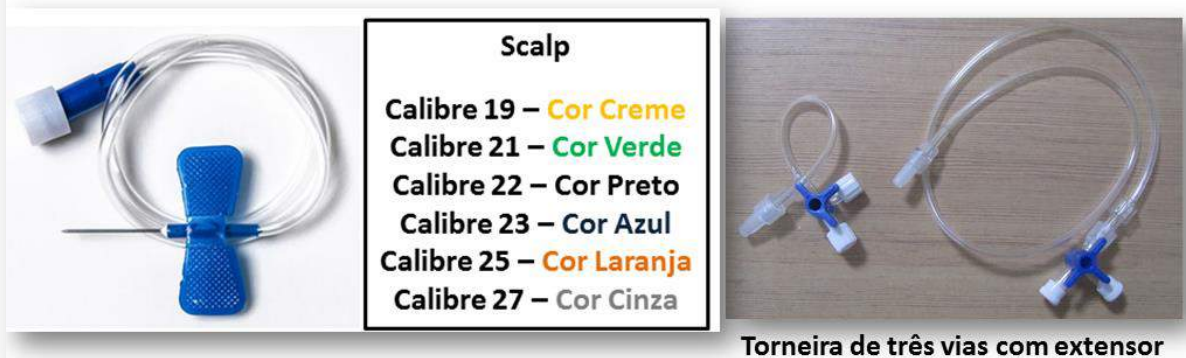 Scalp
Calibre 19 – Cor Creme
Calibre 21 – Cor Verde
Calibre 22 – Cor Preto
Calibre 23 – Cor Azul
Calibre 25 – Cor Laranja
Calibre 27 – Cor Cinza
Torneira de três vias com extensor